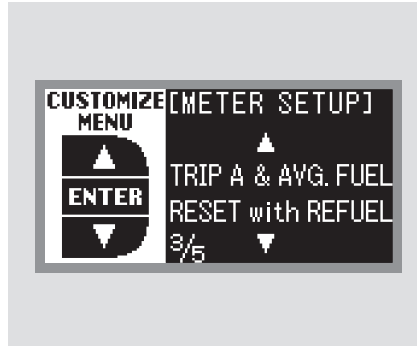 CUSTOMIZE
MENU
ENTER
[METER SETUP]
TRIP A & AVG. FUEL
RESET with REFUEL
3/5